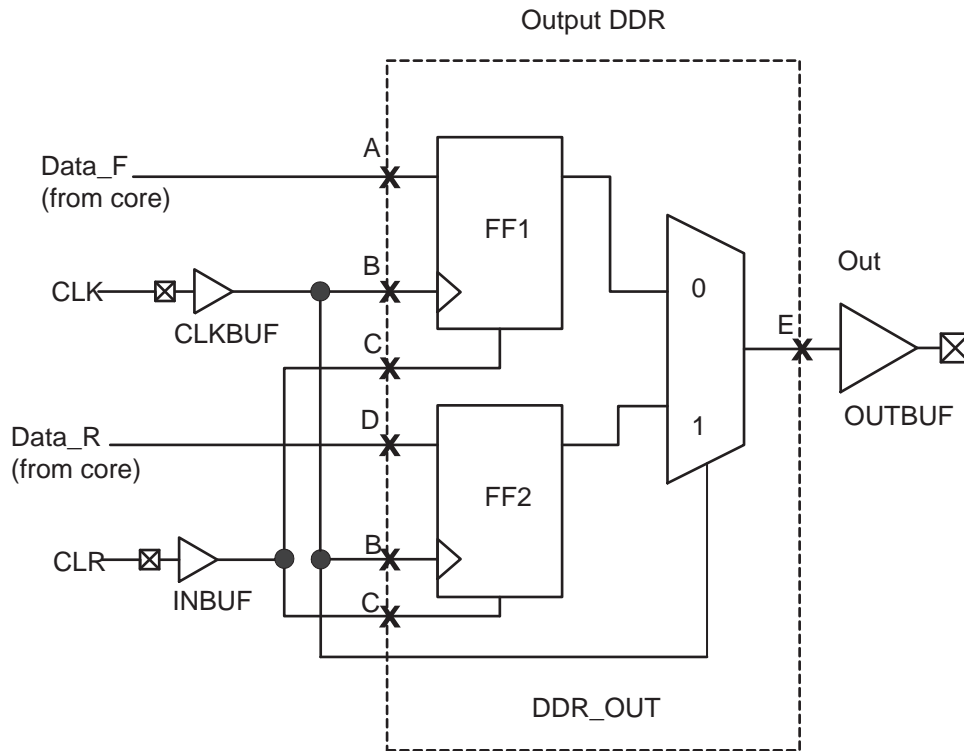 Output DDR
A
Data_F
(from core)
FF1
B
CLK
CLKBUF
0
Out
C
E
OUTBUF
D
Data_R
(from core)
1
FF2
B
CLR
INBUF
C
DDR_OUT